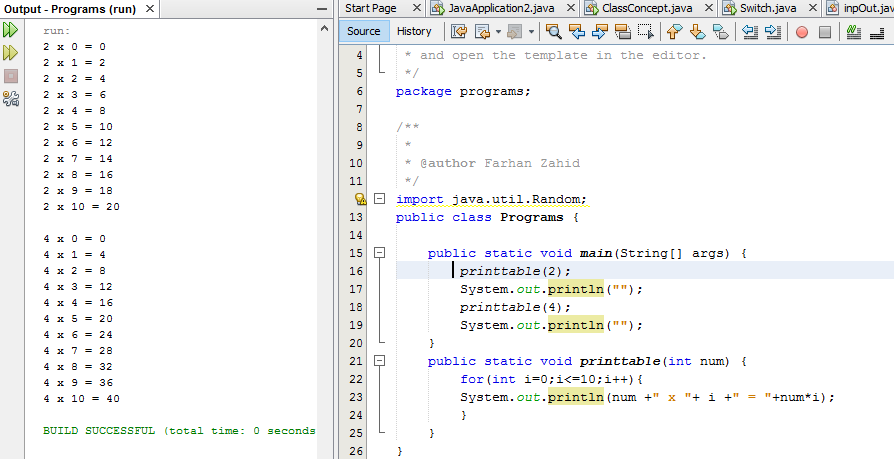 Output - Programs (run)
run:
2 x 0 = 0
2 x 1 = 2
2 x 2 = 4
2 x 3 = 6
2 x 4 = 8
2 x 5 = 10
2 x 6 = 12
2 x 7 = 14
2 x 8 = 16
2 x 9 = 18
2 x 10 = 20
4 x 0 = 0
4 x 1 = 4
4 x 2 = 8
4 x 3 = 12
4 x 4 = 16
4 x 5 = 20
4 x 6 = 24
4 x 7 = 28
4 x 8 = 32
4 x 9 = 36
4 x 10 = 40
BUILD SUCCESSFUL (total time: 0 seconds
Start Page JavaApplication2.java ClassConcept.java Switch.java inpOut.jav
Source History
4 * and open the template in the editor.
5 */
6 package programs;
7
8 /**
9 *
10 * @author Farhan Zahid
11 */
import java.util.Random;
13 public class Programs {
14
15 public static void main(String[] args) {
16 printtable(2);
17 System.out.println("");
18 printtable(4);
19 System.out.println("");
20 }
21 public static void printtable(int num) {
22 for(int i=0;i<=10;i++){
23 System.out.println(num +" x "+ i +" = "+num*i);
24 }
25 }
26 }